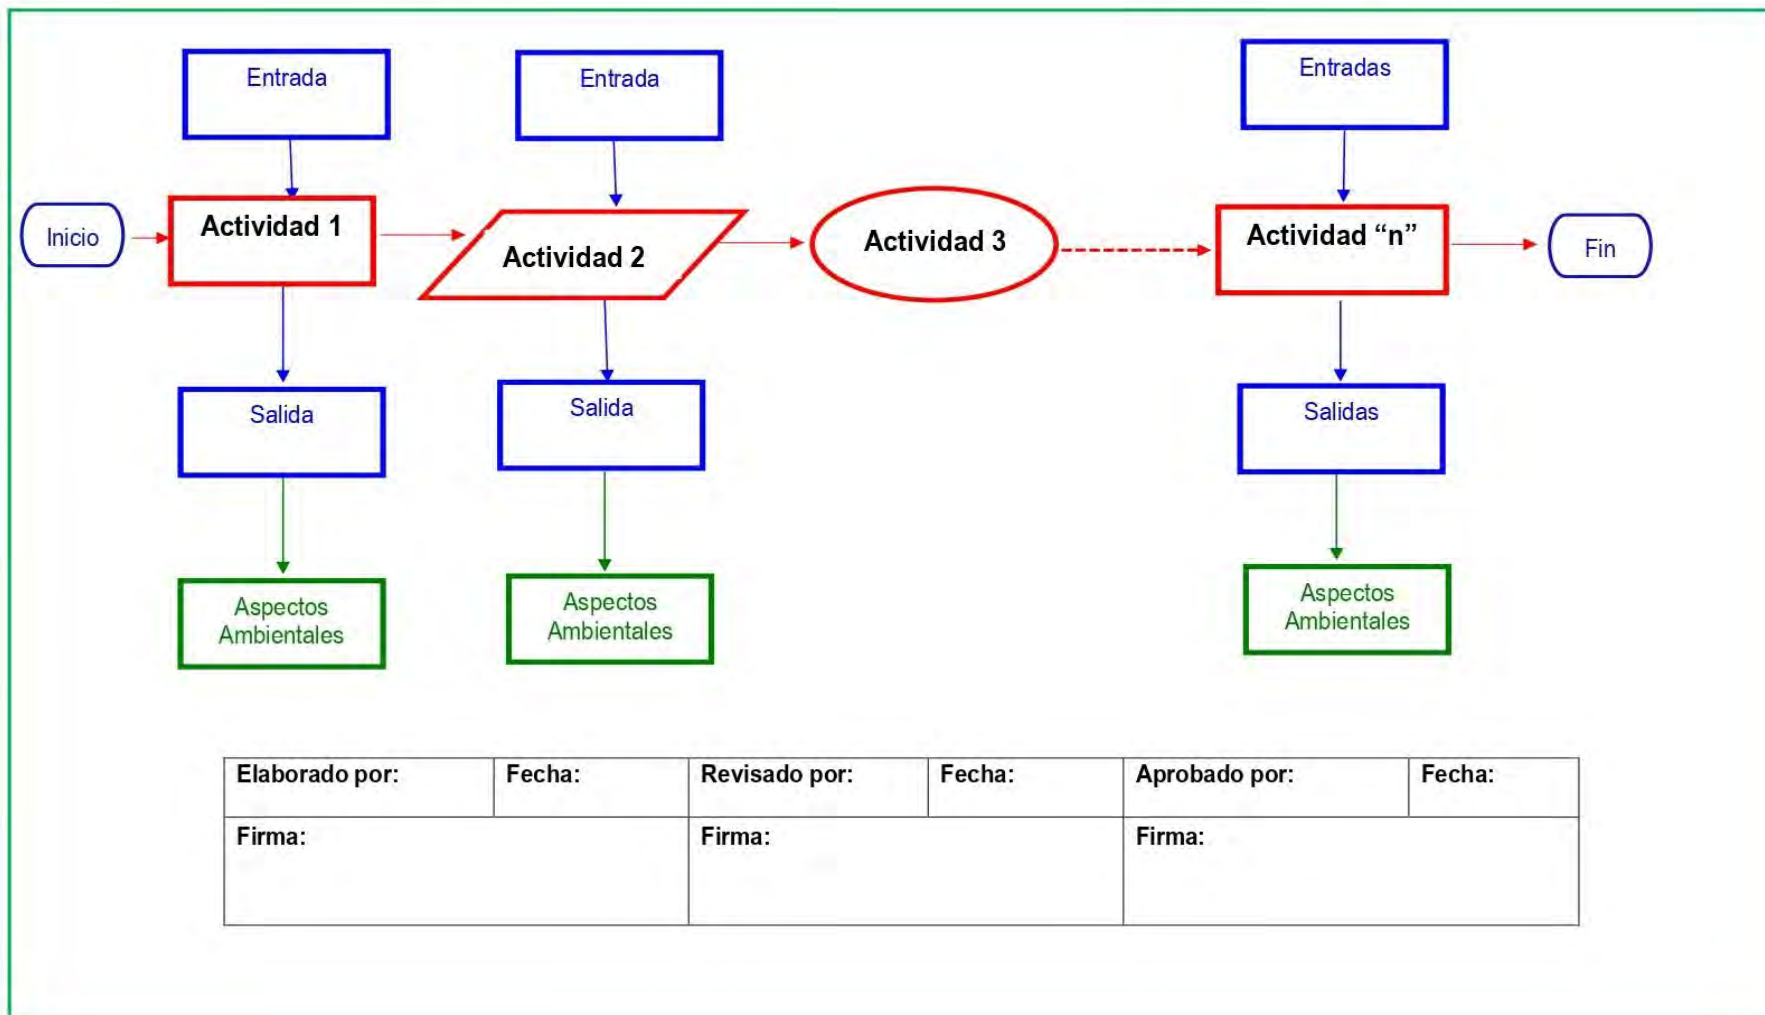 Entrada
Entrada
Entradas
Inicio
Actividad 1
Actividad 2
Actividad 3
Actividad “n”
Fin
Salida
Salida
Salidas
Aspectos
Ambientales
Aspectos
Ambientales
Aspectos
Ambientales
Elaborado por: Fecha: Revisado por: Fecha: Aprobado por: Fecha:
Firma: Firma: Firma: